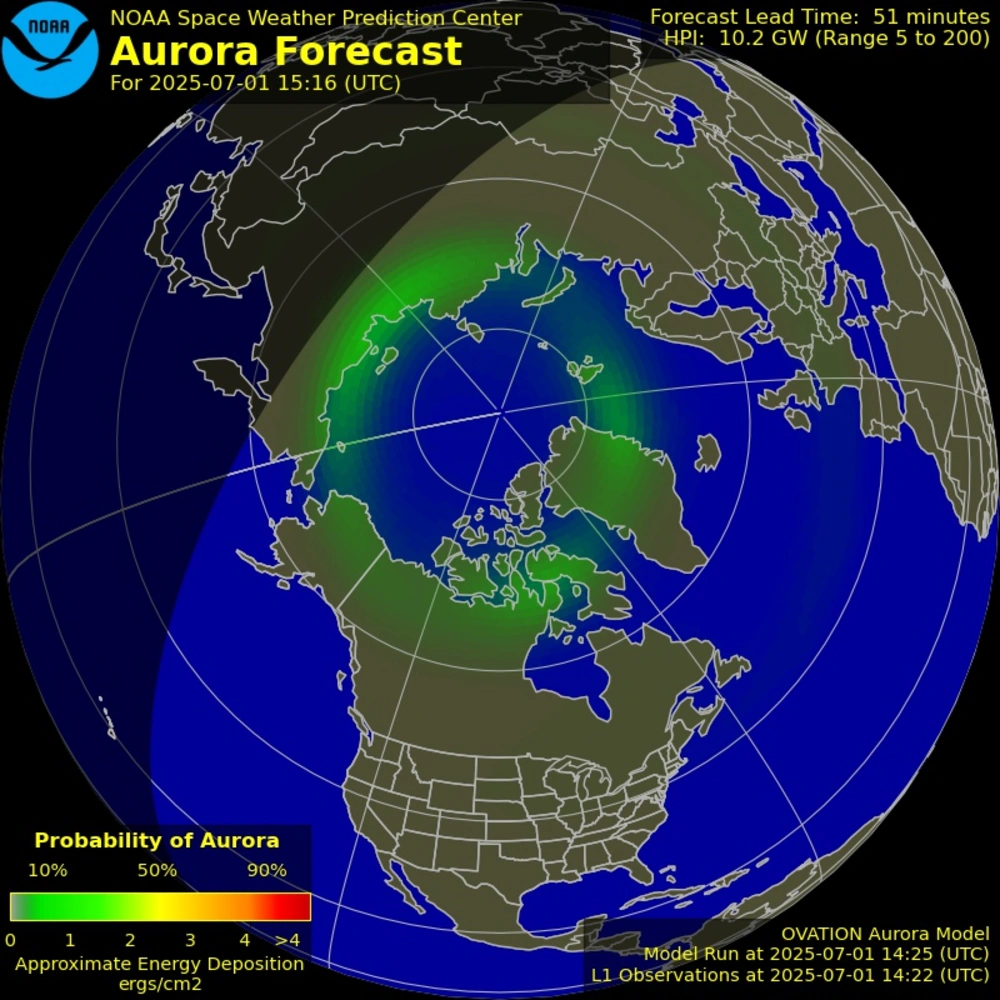 NOAA
NOAA Space Weather Prediction Center
Aurora Forecast
For 2025-07-01 15:16 (UTC)
Forecast Lead Time: 51 minutes
HPI: 10.2 GW (Range 5 to 200)
Probability of Aurora
10% 50% 90%
0 1 2 3 4 >4
Approximate Energy Deposition
ergs/cm2
OVATION Aurora Model
Model Run at 2025-07-01 14:25 (UTC)
L1 Observations at 2025-07-01 14:22 (UTC)